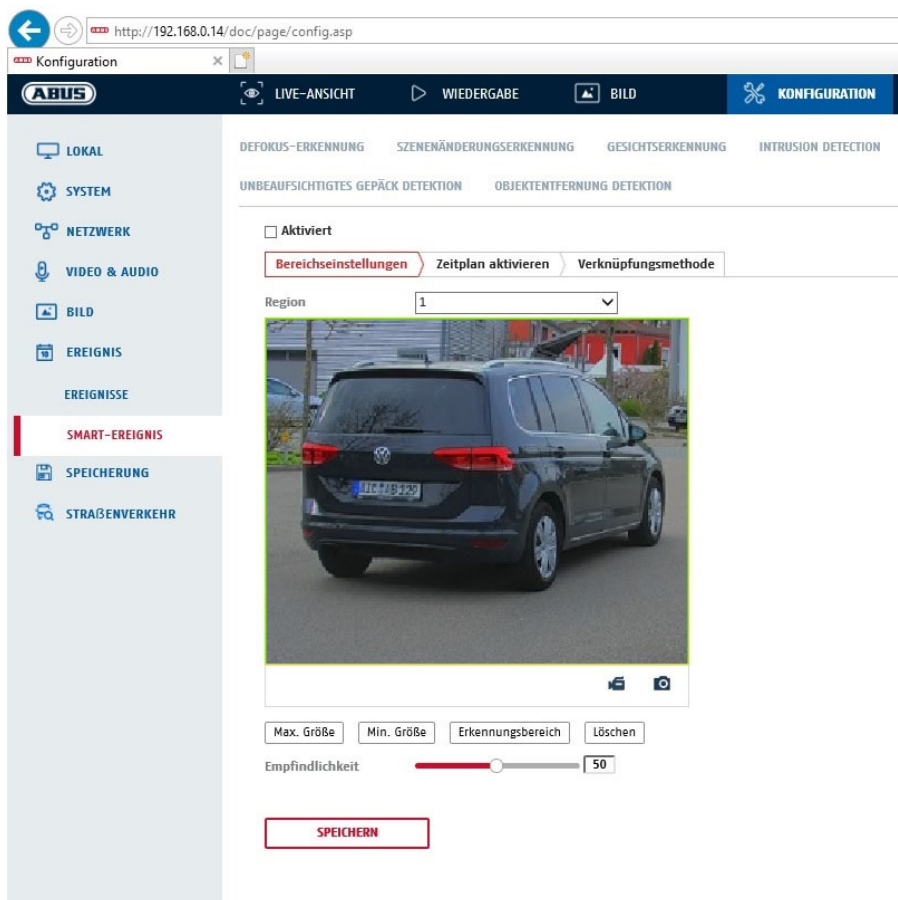 http://192.168.0.14/doc/page/config.asp
Konfiguration
ABUS
LIVE-ANSICHT WIEDERGABE BILD KONFIGURATION
LOKAL
SYSTEM
NETZWERK
VIDEO & AUDIO
BILD
EREIGNIS
EREIGNISSE
SMART-EREIGNIS
SPEICHERUNG
STRAßENVERKEHR
DEFOKUS-ERKENNUNG SZENENÄNDERUNGSERKENNUNG GESICHTSERKENNUNG INTRUSION DETECTION
UNBEAUFSICHTIGTES GEPÄCK DETEKTION OBJEKTENTFERNUNG DETEKTION
Aktiviert
Bereichseinstellungen Zeitplan aktivieren Verknüpfungsmethode
Region 1
Max. Größe Min. Größe Erkennungsbereich Löschen
Empfindlichkeit 50
SPEICHERN